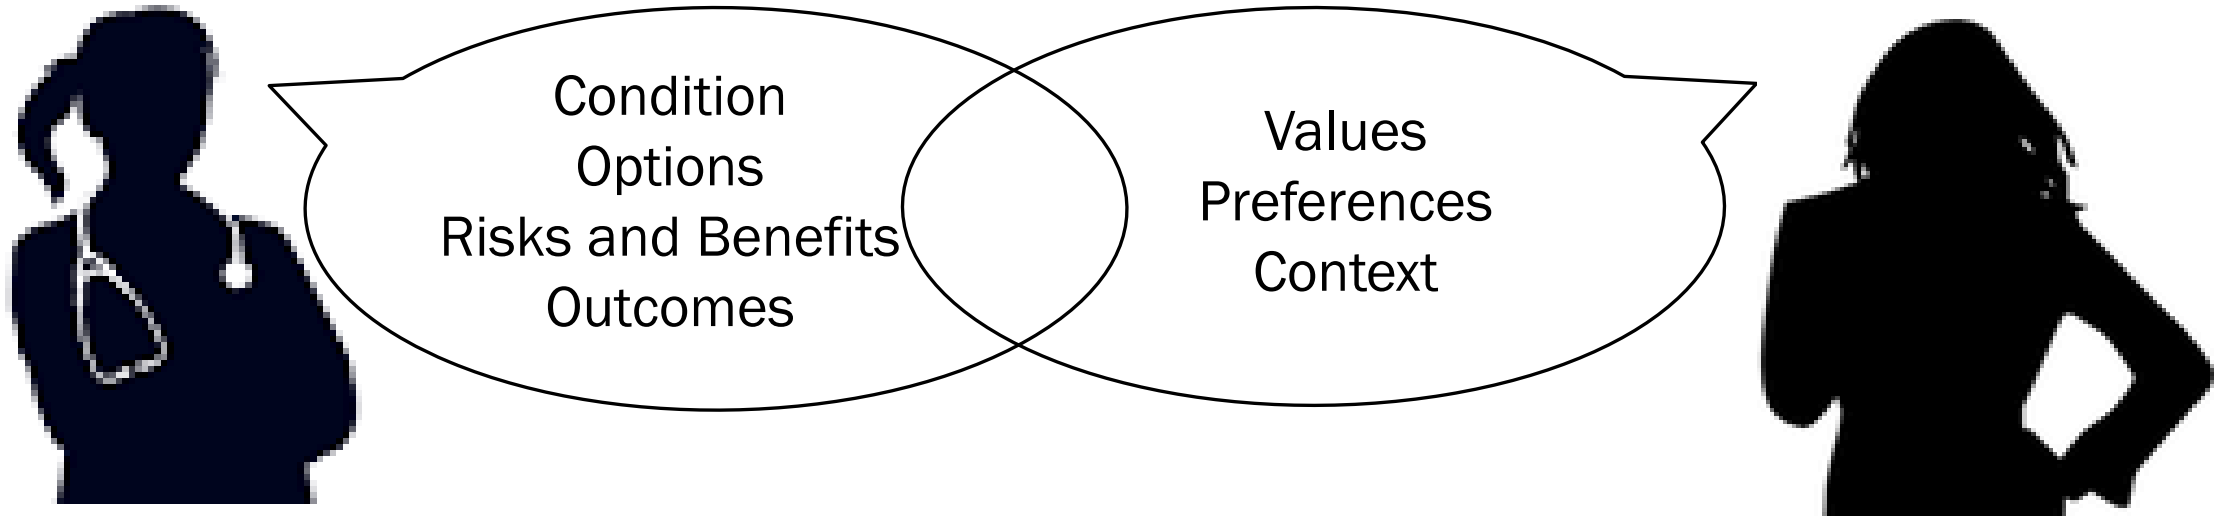 Condition
Options
Risks and Benefits
Outcomes
Values
Preferences
Context